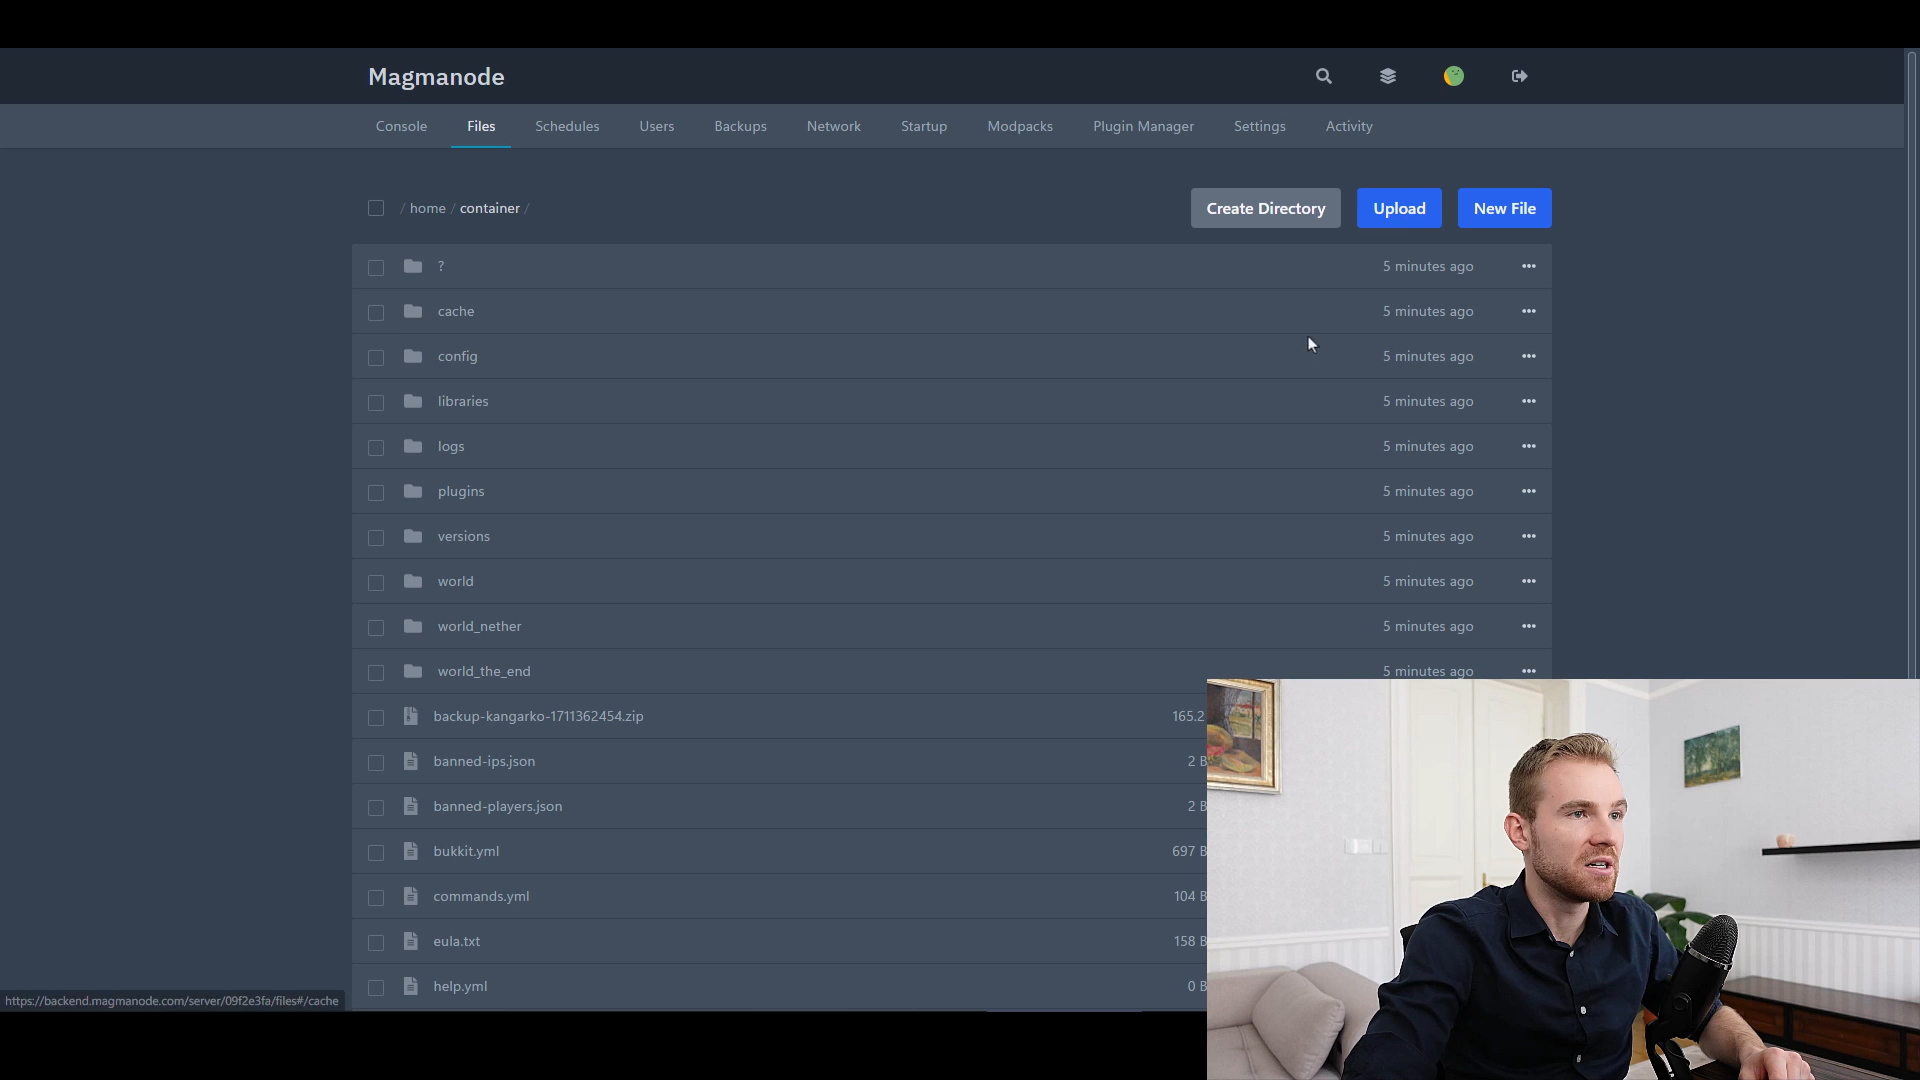 Magmanode
Console Files Schedules Users Backups Network Startup Modpacks Plugin Manager Settings Activity
/ home / container /
Create Directory Upload New File
? 5 minutes ago
cache 5 minutes ago
config 5 minutes ago
libraries 5 minutes ago
logs 5 minutes ago
plugins 5 minutes ago
versions 5 minutes ago
world 5 minutes ago
world_nether 5 minutes ago
world_the_end 5 minutes ago
backup-kangarko-1711362454.zip 165.2
banned-ips.json 2 B
banned-players.json 2 B
bukkit.yml 697 B
commands.yml 104 B
eula.txt 158 B
help.yml 0 B
https://backend.magmanode.com/server/09f2e3fa/files#/cache